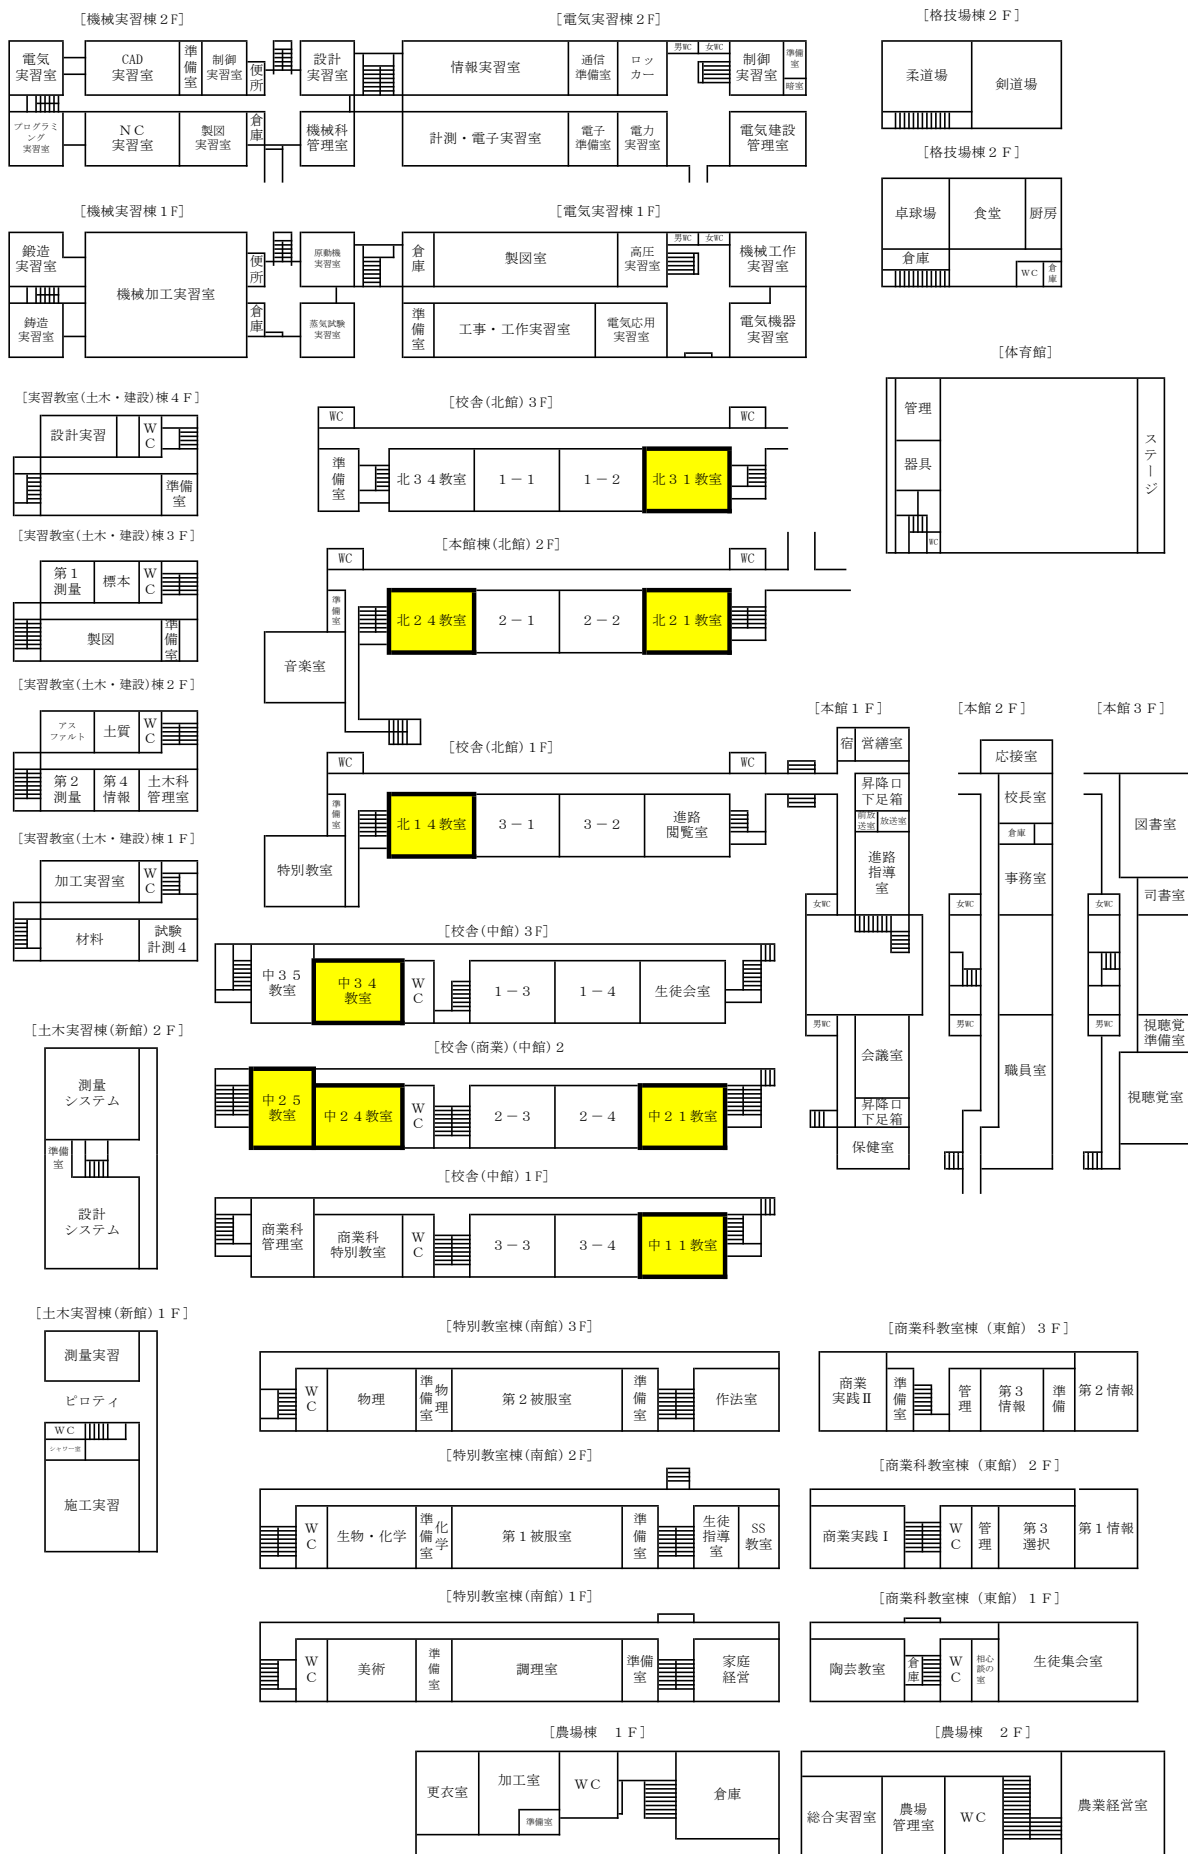 [機械実習棟2F]
電気
実習室
CAD
実習室
準
備
室
制御
実習室
便
所
設計
実習室
プログラミ
ング
実習室
NC
実習室
製図
実習室
倉
庫
機械科
管理室
[電気実習棟2F]
情報実習室
通信
準備室
ロッ
カー
男WC
女WC
制御
実習室
準備
室
暗室
計測・電子実習室
電子
準備室
電力
実習室
電気建設
管理室
[格技場棟2F]
柔道場
剣道場
[格技場棟2F]
卓球場
食堂
厨房
倉庫
WC
倉
庫
[機械実習棟1F]
鍛造
実習室
機械加工実習室
便
所
原動機
実習室
鋳造
実習室
倉
庫
蒸気試験
実習室
[電気実習棟1F]
倉
庫
製図室
高圧
実習室
男WC
女WC
機械工作
実習室
準
備
室
工事・工作実習室
電気応用
実習室
電気機器
実習室
[体育館]
管理
器具
WC
ステージ
[実習教室(土木・建設)棟4F]
設計実習
W
C
準備
室
[実習教室(土木・建設)棟3F]
第1
測量
標本
W
C
製図
準
備
室
[実習教室(土木・建設)棟2F]
アス
ファルト
土質
W
C
第2
測量
第4
情報
土木科
管理室
[実習教室(土木・建設)棟1F]
加工実習室
W
C
材料
試験
計測4
[校舎(北館)3F]
WC
WC
準
備
室
北34教室
1-1
1-2
北31教室
[本館棟(北館)2F]
WC
WC
準
備
室
北24教室
2-1
2-2
北21教室
音楽室
[校舎(北館)1F]
WC
WC
準
備
室
北14教室
3-1
3-2
進路
閲覧室
特別教室
[本館1F]
宿
営繕室
昇降口
下足箱
前放
送室
放送室
進路
指導
室
女WC
男WC
会議室
昇降口
下足箱
保健室
[本館2F]
応接室
校長室
倉庫
事務室
女WC
男WC
職員室
[本館3F]
図書室
司書室
女WC
男WC
視聴覚
準備室
視聴覚室
[校舎(中館)3F]
中35
教室
中34
教室
W
C
1-3
1-4
生徒会室
[校舎(商業)(中館)2
中25
教室
中24教室
W
C
2-3
2-4
中21教室
[校舎(中館)1F]
商業科
管理室
商業科
特別教室
W
C
3-3
3-4
中11教室
[土木実習棟(新館)2F]
測量
システム
準備
室
設計
システム
[土木実習棟(新館)1F]
測量実習
ピロティ
WC
シャワー室
施工実習
[特別教室棟(南館)3F]
W
C
物理
準
備
室
物
理
第2被服室
準
備
室
作法室
[特別教室棟(南館)2F]
W
C
生物・化学
準
備
室
化
学
第1被服室
準
備
室
生徒
指導
室
SS
教室
[特別教室棟(南館)1F]
W
C
美術
準
備
室
調理室
準備
室
家庭
経営
[商業科教室棟(東館)3F]
商業
実践Ⅱ
準
備
室
管
理
第3
情報
準
備
第2情報
[商業科教室棟(東館)2F]
商業実践Ⅰ
W
C
管
理
第3
選択
第1情報
[商業科教室棟(東館)1F]
陶芸教室
倉
庫
W
C
相心
談の
室
生徒集会室
[農場棟 1F]
更衣室
加工室
準備室
WC
倉庫
[農場棟 2F]
総合実習室
農場
管理室
WC
農業経営室